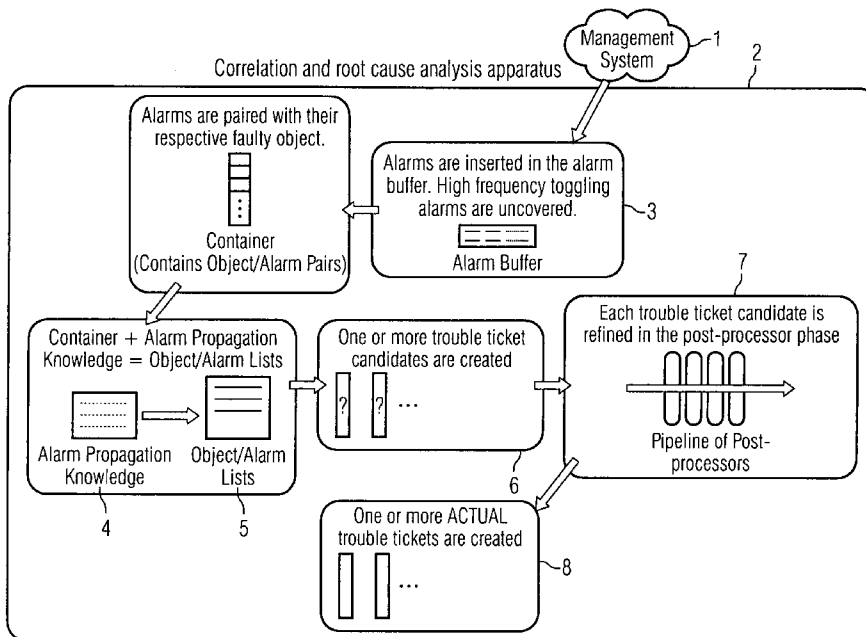 Management
System
1
Correlation and root cause analysis apparatus
2
Alarms are paired with their
respective faulty object.
Container
(Contains Object/Alarm Pairs)
Alarms are inserted in the alarm
buffer. High frequency toggling
alarms are uncovered.
Alarm Buffer
3
Container + Alarm Propagation
Knowledge = Object/Alarm Lists
Alarm Propagation
Knowledge
Object/Alarm
Lists
4
5
One or more trouble ticket
candidates are created
? ? ...
6
7
Each trouble ticket candidate is
refined in the post-processor phase
Pipeline of Post-
processors
One or more ACTUAL
trouble tickets are created
...
8